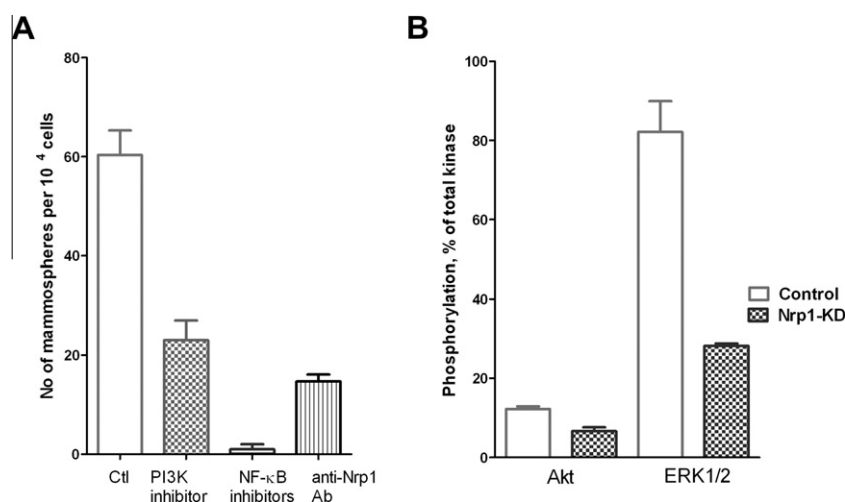 A
No of mammospheres per 10 4 cells
80
60
40
20
0
Ctl
PI3K inhibitor
NF-κB inhibitors
anti-Nrp1 Ab
B
Phosphorylation, % of total kinase
100
80
60
40
20
0
Akt
ERK1/2
Control
Nrp1-KD